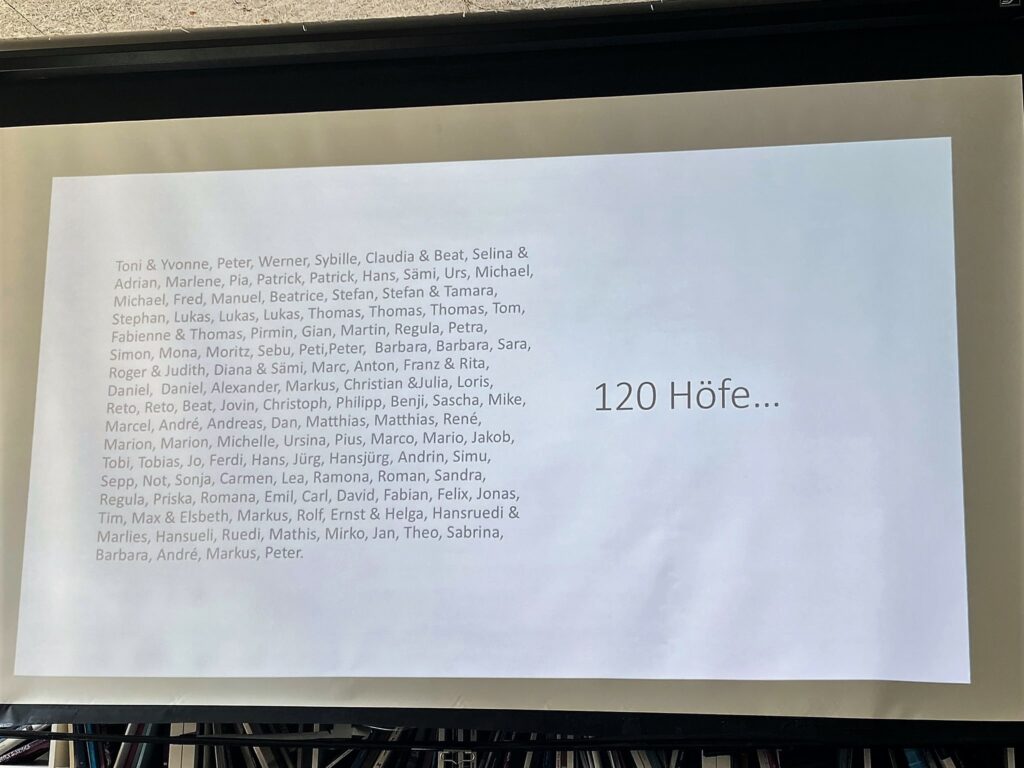 Toni & Yvonne, Peter, Werner, Sybille, Claudia & Beat, Selina &
Adrian, Marlene, Pia, Patrick, Patrick, Hans, Sämi, Urs, Michael,
Michael, Fred, Manuel, Beatrice, Stefan, Stefan & Tamara,
Stephan, Lukas, Lukas, Lukas, Thomas, Thomas, Thomas, Tom,
Fabienne & Thomas, Pirmin, Gian, Martin, Regula, Petra,
Simon, Mona, Moritz, Sebu, Peti,Peter, Barbara, Barbara, Sara,
Roger & Judith, Diana & Sämi, Marc, Anton, Franz & Rita,
Daniel, Daniel, Alexander, Markus, Christian &Julia, Loris,
Reto, Reto, Beat, Jovin, Christoph, Philipp, Benji, Sascha, Mike,
Marcel, André, Andreas, Dan, Matthias, Matthias, René,
Marion, Marion, Michelle, Ursina, Pius, Marco, Mario, Jakob,
Tobi, Tobias, Jo, Ferdi, Hans, Jürg, Hansjürg, Andrin, Simu,
Sepp, Not, Sonja, Carmen, Lea, Ramona, Roman, Sandra,
Regula, Priska, Romana, Emil, Carl, David, Fabian, Felix, Jonas,
Tim, Max & Elsbeth, Markus, Rolf, Ernst & Helga, Hansruedi &
Marlies, Hansueli, Ruedi, Mathis, Mirko, Jan, Theo, Sabrina,
Barbara, André, Markus, Peter.
120 Höfe...